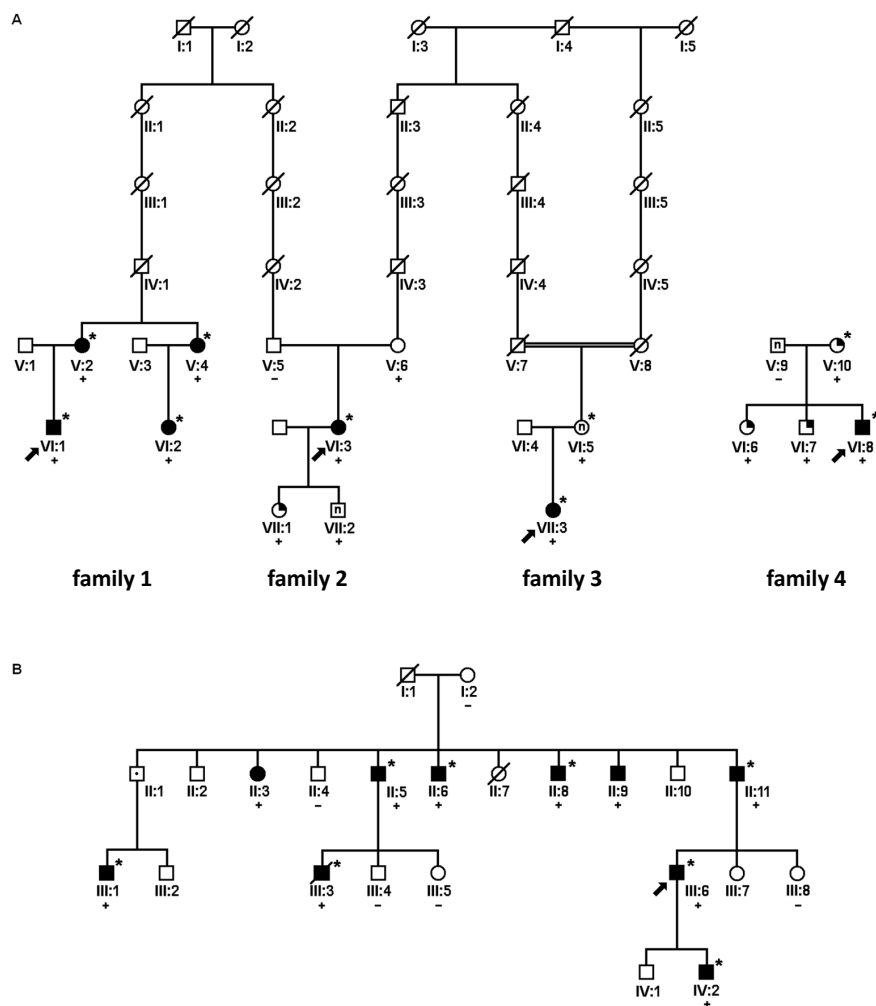 A
I:1 I:2 I:3 I:4 I:5
II:1 II:2 II:3 II:4 II:5
III:1 III:2 III:3 III:4 III:5
IV:1 IV:2 IV:3 IV:4 IV:5
* * n *
V:1 V:2 V:3 V:4 V:5 V:6 V:7 V:8 V:9 V:10
+ + − + − +
* * * n * *
VI:1 VI:2 VI:3 VI:4 VI:5 VI:6 VI:7 VI:8
+ + + + + + +
n *
VII:1 VII:2 VII:3
+ + +
family 1 family 2 family 3 family 4
B
I:1 I:2
−
* * * *
II:1 II:2 II:3 II:4 II:5 II:6 II:7 II:8 II:9 II:10 II:11
+ − + + + + +
* * *
III:1 III:2 III:3 III:4 III:5 III:6 III:7 III:8
+ + − − + −
*
IV:1 IV:2
+